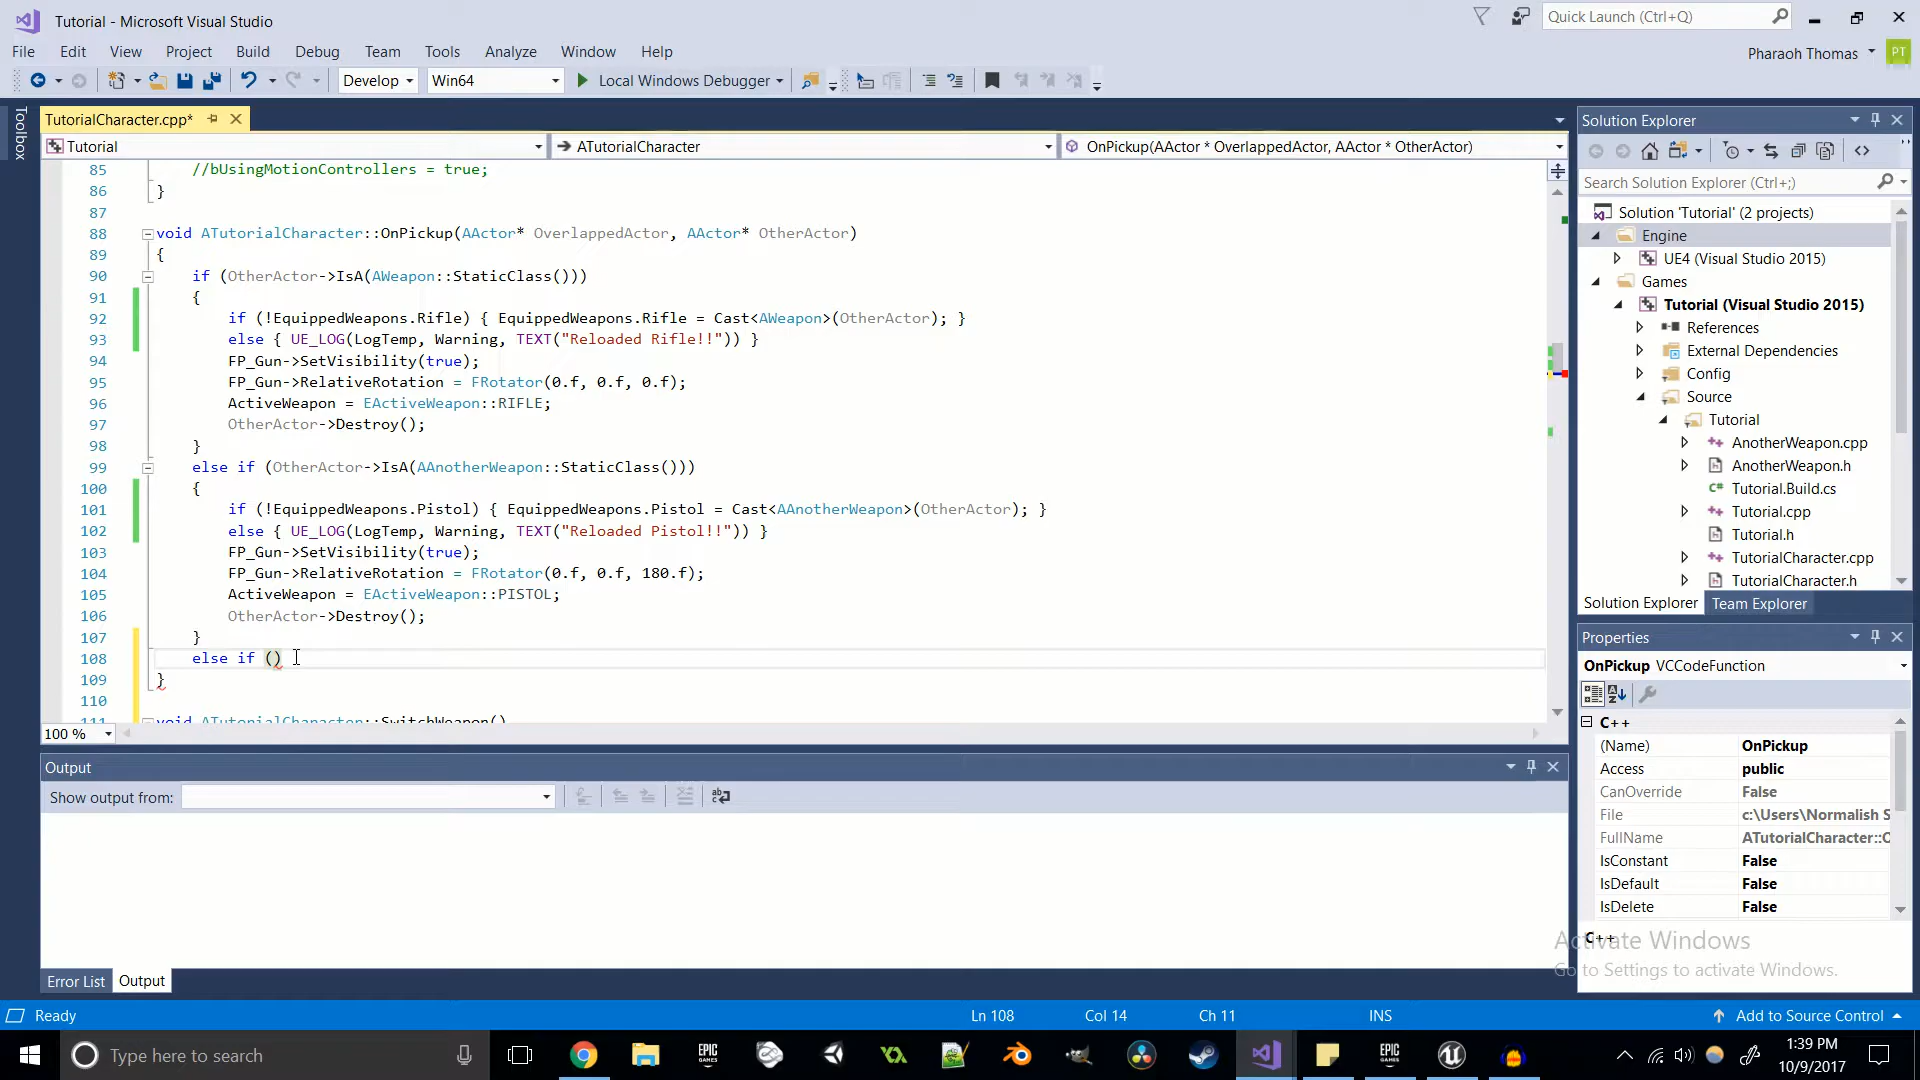 Tutorial - Microsoft Visual Studio
Quick Launch (Ctrl+Q)
File Edit View Project Build Debug Team Tools Analyze Window Help
Pharaoh Thomas PT
Develop Win64 Local Windows Debugger
Toolbox
TutorialCharacter.cpp*
Tutorial ATutorialCharacter OnPickup(AActor * OverlappedActor, AActor * OtherActor)
85 //bUsingMotionControllers = true;
86 }
87
88 void ATutorialCharacter::OnPickup(AActor* OverlappedActor, AActor* OtherActor)
89 {
90 if (OtherActor->IsA(AWeapon::StaticClass()))
91 {
92 if (!EquippedWeapons.Rifle) { EquippedWeapons.Rifle = Cast<AWeapon>(OtherActor); }
93 else { UE_LOG(LogTemp, Warning, TEXT("Reloaded Rifle!!")) }
94 FP_Gun->SetVisibility(true);
95 FP_Gun->RelativeRotation = FRotator(0.f, 0.f, 0.f);
96 ActiveWeapon = EActiveWeapon::RIFLE;
97 OtherActor->Destroy();
98 }
99 else if (OtherActor->IsA(AAnotherWeapon::StaticClass()))
100 {
101 if (!EquippedWeapons.Pistol) { EquippedWeapons.Pistol = Cast<AAnotherWeapon>(OtherActor); }
102 else { UE_LOG(LogTemp, Warning, TEXT("Reloaded Pistol!!")) }
103 FP_Gun->SetVisibility(true);
104 FP_Gun->RelativeRotation = FRotator(0.f, 0.f, 180.f);
105 ActiveWeapon = EActiveWeapon::PISTOL;
106 OtherActor->Destroy();
107 }
108 else if ()
109 }
110
111 void ATutorialCharacter::SwitchWeapon()
100 %
Output
Show output from:
Error List Output
Solution Explorer
Search Solution Explorer (Ctrl+;)
Solution 'Tutorial' (2 projects)
Engine
UE4 (Visual Studio 2015)
Games
Tutorial (Visual Studio 2015)
References
External Dependencies
Config
Source
Tutorial
AnotherWeapon.cpp
AnotherWeapon.h
Tutorial.Build.cs
Tutorial.cpp
Tutorial.h
TutorialCharacter.cpp
TutorialCharacter.h
Solution Explorer Team Explorer
Properties
OnPickup VCCodeFunction
C++
(Name) OnPickup
Access public
CanOverride False
File c:\Users\Normalish S
FullName ATutorialCharacter::O
IsConstant False
IsDefault False
IsDelete False
C++
Activate Windows
Go to Settings to activate Windows.
Ready Ln 108 Col 14 Ch 11 INS Add to Source Control
Type here to search
EPIC GAMES
EPIC GAMES
1:39 PM
10/9/2017